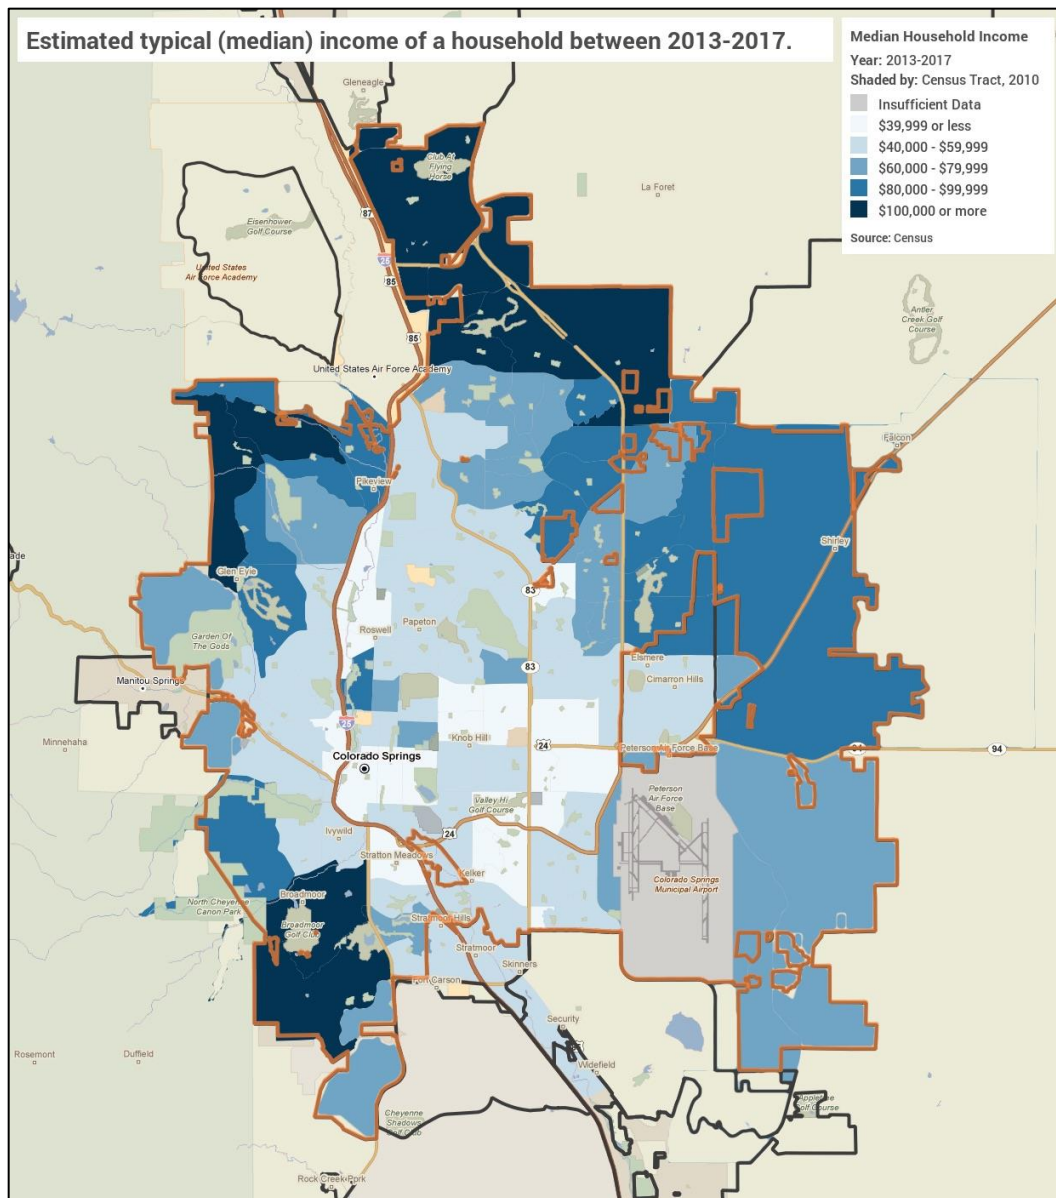 Estimated typical (median) income of a household between 2013-2017.
Median Household Income
Year: 2013-2017
Shaded by: Census Tract, 2010
Insufficient Data
$39,999 or less
$40,000 - $59,999
$60,000 - $79,999
$80,000 - $99,999
$100,000 or more
Source: Census
Gleneagle
Club At
Flying
Horse
La Foret
87
Eisenhower
Golf Course
25
United States
Air Force Academy
85
Antler
Creek Golf
Course
85
United States Air Force Academy
Falcon
Pikeview
Shirley
ade
Glen Eyie
83
Papeton
Roswell
Garden Of
The Gods
Elsmere
83
Cimarron Hills
Manitou Springs
25
Minnehaha
Knob Hill
24
Peterson Air Force Base
94
Colorado Springs
Peterson
Air Force
Base
Valley Hi
Golf Course
Ivywild
24
Stratton Meadows
Kelker
Colorado Springs
Municipal Airport
Broadmoor
North Cheyenne
Canon Park
Broadmoor
Golf Club
Stratmoor Hills
Stratmoor
Skinners
Fort Carson
Security
Rosemont
Duffield
Widefield
Cheyenne
Shadows
Golf Club
Rock Creek Park